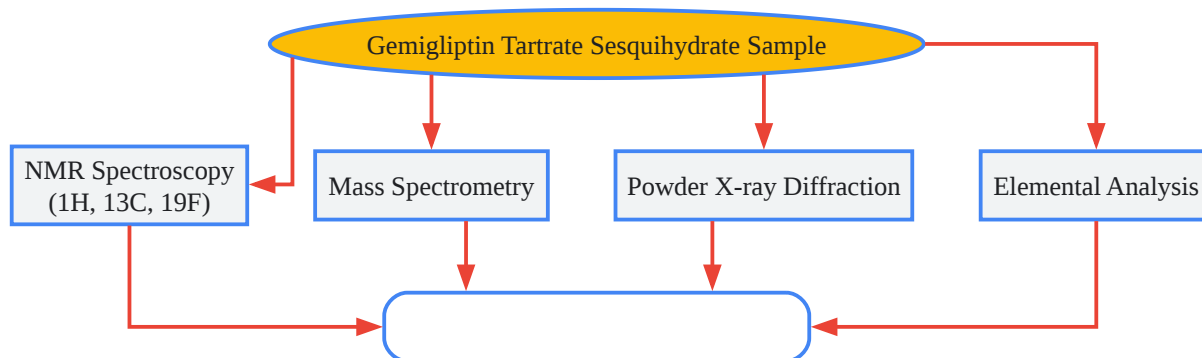 Gemigliptin Tartrate Sesquihydrate Sample
NMR Spectroscopy
(1H, 13C, 19F)
Mass Spectrometry
Powder X-ray Diffraction
Elemental Analysis